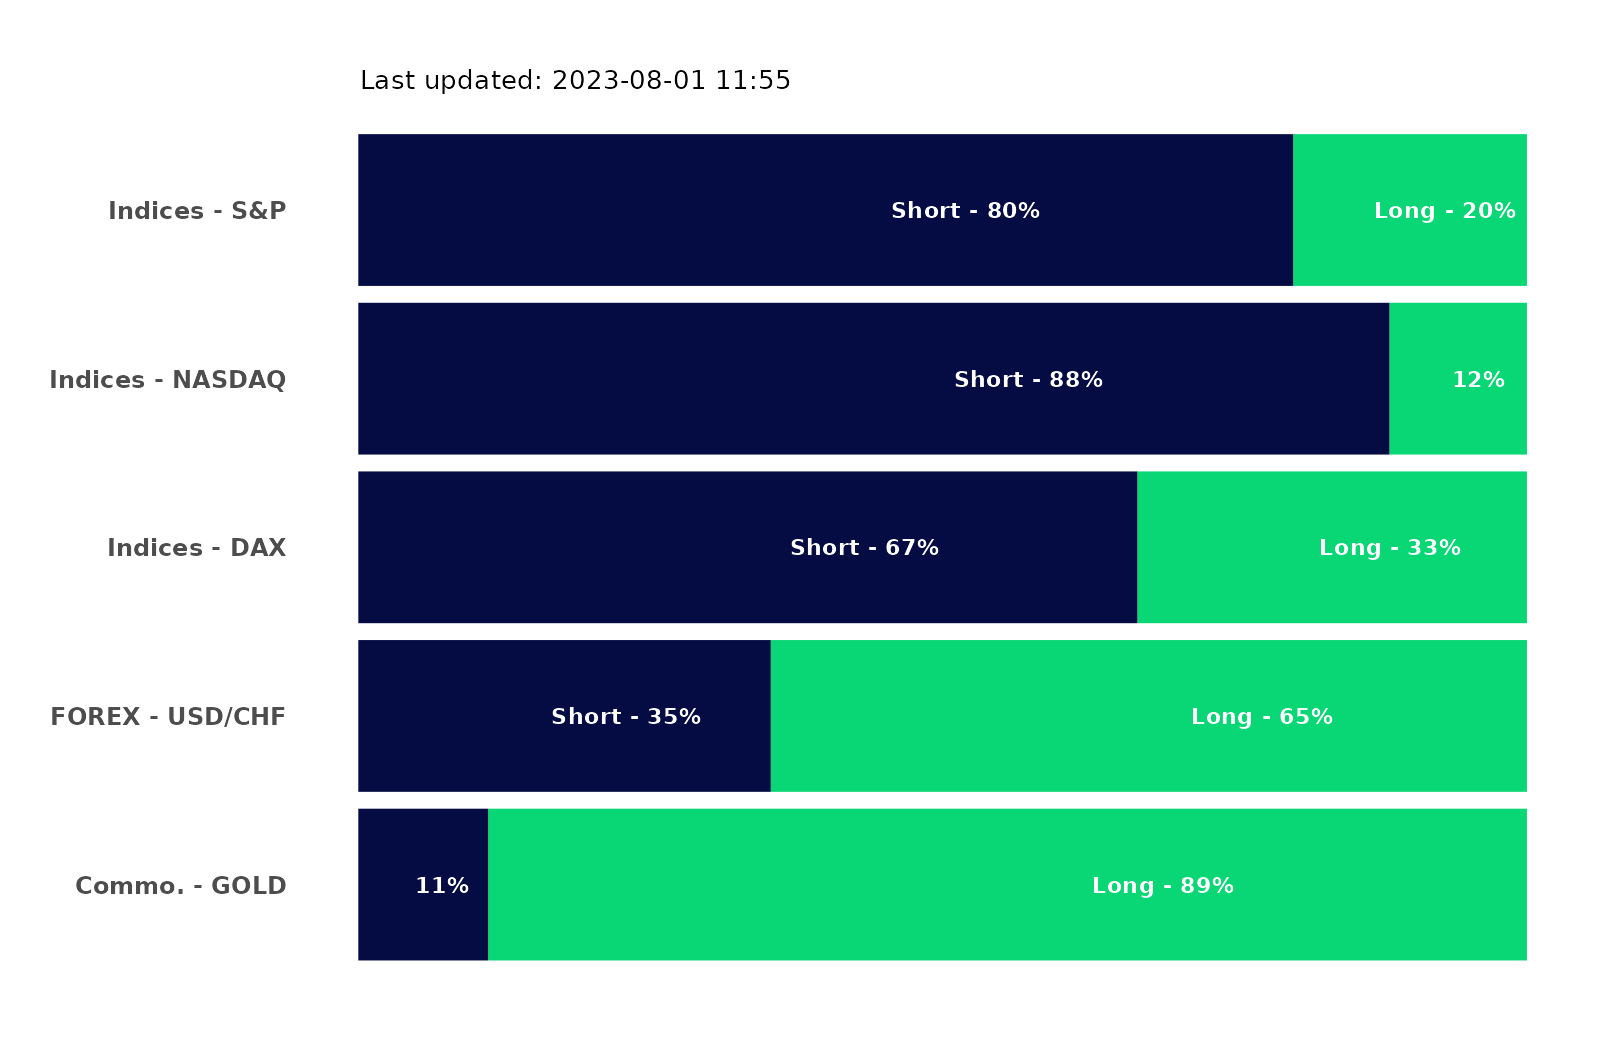 Last updated: 2023-08-01 11:55
Indices - S&P Short - 80% Long - 20%
Indices - NASDAQ Short - 88% 12%
Indices - DAX Short - 67% Long - 33%
FOREX - USD/CHF Short - 35% Long - 65%
Commo. - GOLD 11% Long - 89%